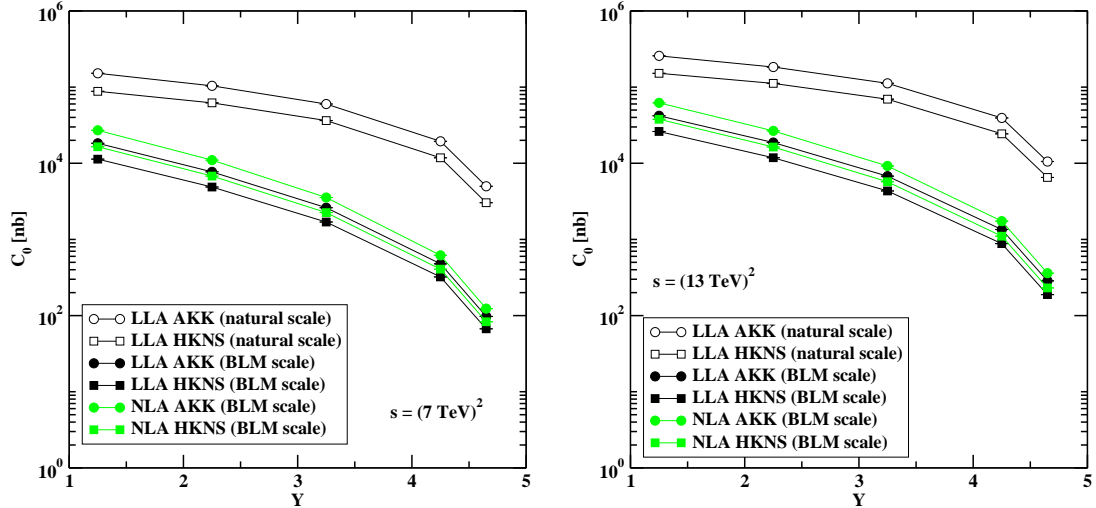 10^6
10^4
10^2
10^0
C_0 [nb]
LLA AKK (natural scale)
LLA HKNS (natural scale)
LLA AKK (BLM scale)
LLA HKNS (BLM scale)
NLA AKK (BLM scale)
NLA HKNS (BLM scale)
s = (7 TeV)^2
1 2 3 4 5
Y
10^6
10^4
10^2
10^0
C_0 [nb]
s = (13 TeV)^2
LLA AKK (natural scale)
LLA HKNS (natural scale)
LLA AKK (BLM scale)
LLA HKNS (BLM scale)
NLA AKK (BLM scale)
NLA HKNS (BLM scale)
1 2 3 4 5
Y